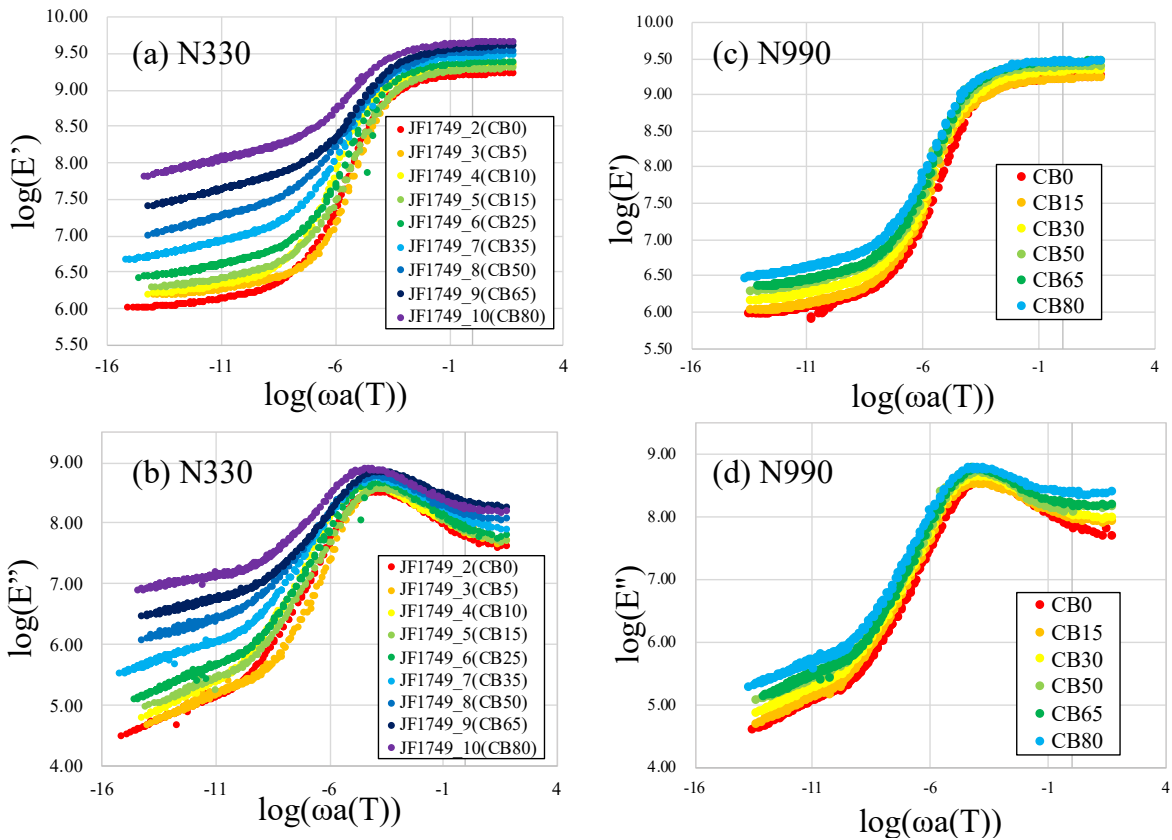 (a) N330
log(E’)
10.00
9.50
9.00
8.50
8.00
7.50
7.00
6.50
6.00
5.50
-16
-11
-6
-1
4
log(ωa(T))
JF1749_2(CB0)
JF1749_3(CB5)
JF1749_4(CB10)
JF1749_5(CB15)
JF1749_6(CB25)
JF1749_7(CB35)
JF1749_8(CB50)
JF1749_9(CB65)
JF1749_10(CB80)
(c) N990
log(E')
10.00
9.50
9.00
8.50
8.00
7.50
7.00
6.50
6.00
5.50
-16
-11
-6
-1
4
log(ωa(T))
CB0
CB15
CB30
CB50
CB65
CB80
(b) N330
log(E’’)
9.00
8.00
7.00
6.00
5.00
4.00
-16
-11
-6
-1
4
log(ωa(T))
JF1749_2(CB0)
JF1749_3(CB5)
JF1749_4(CB10)
JF1749_5(CB15)
JF1749_6(CB25)
JF1749_7(CB35)
JF1749_8(CB50)
JF1749_9(CB65)
JF1749_10(CB80)
(d) N990
log(E")
9.00
8.00
7.00
6.00
5.00
4.00
-16
-11
-6
-1
4
log(ωa(T))
CB0
CB15
CB30
CB50
CB65
CB80